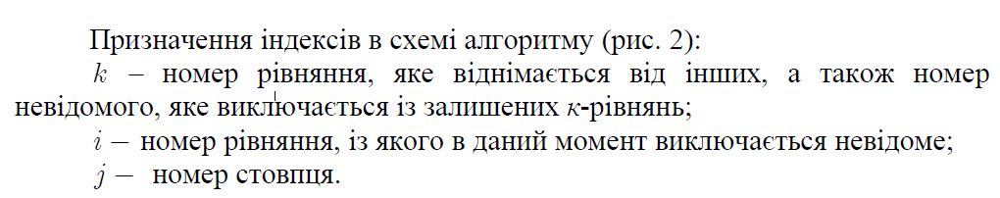 Призначення індексів в схемі алгоритму (рис. 2):
k – номер рівняння, яке віднімається від інших, а також номер
невідомого, яке виключається із залишених к-рівнянь;
i – номер рівняння, із якого в даний момент виключається невідоме;
j – номер стовпця.